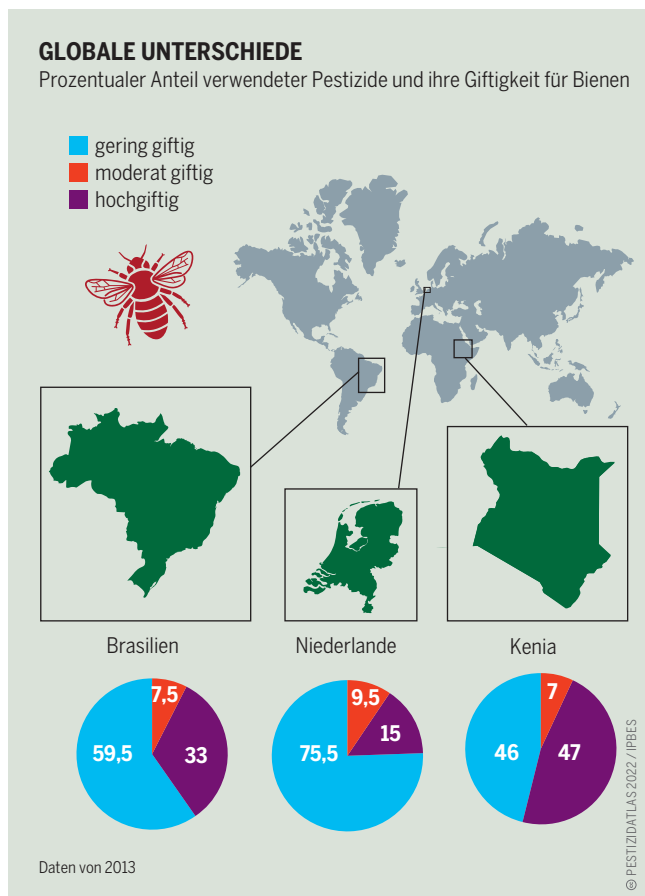 GLOBALE UNTERSCHIEDE
Prozentualer Anteil verwendeter Pestizide und ihre Giftigkeit für Bienen
gering giftig
moderat giftig
hochgiftig
Brasilien
Niederlande
Kenia
59,5
7,5
33
75,5
9,5
15
46
7
47
Daten von 2013
PESTIZIDATLAS 2022 / IPBES